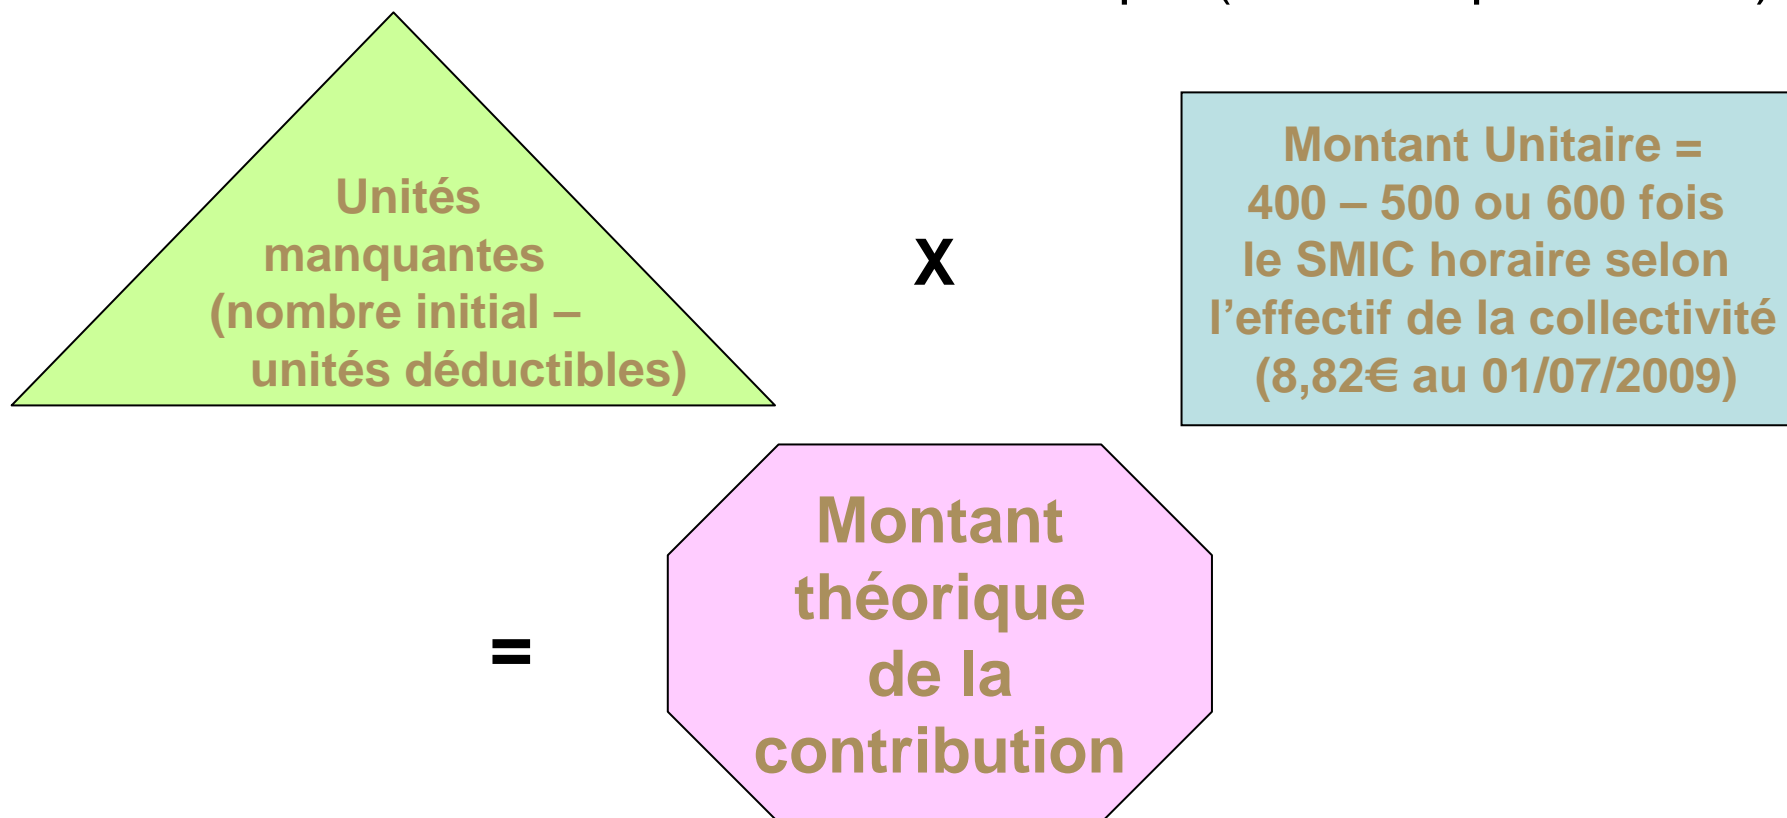 Unités
manquantes
(nombre initial –
unités déductibles)
X
Montant Unitaire =
400 – 500 ou 600 fois
le SMIC horaire selon
l’effectif de la collectivité
(8,82€ au 01/07/2009)
=
Montant
théorique
de la
contribution